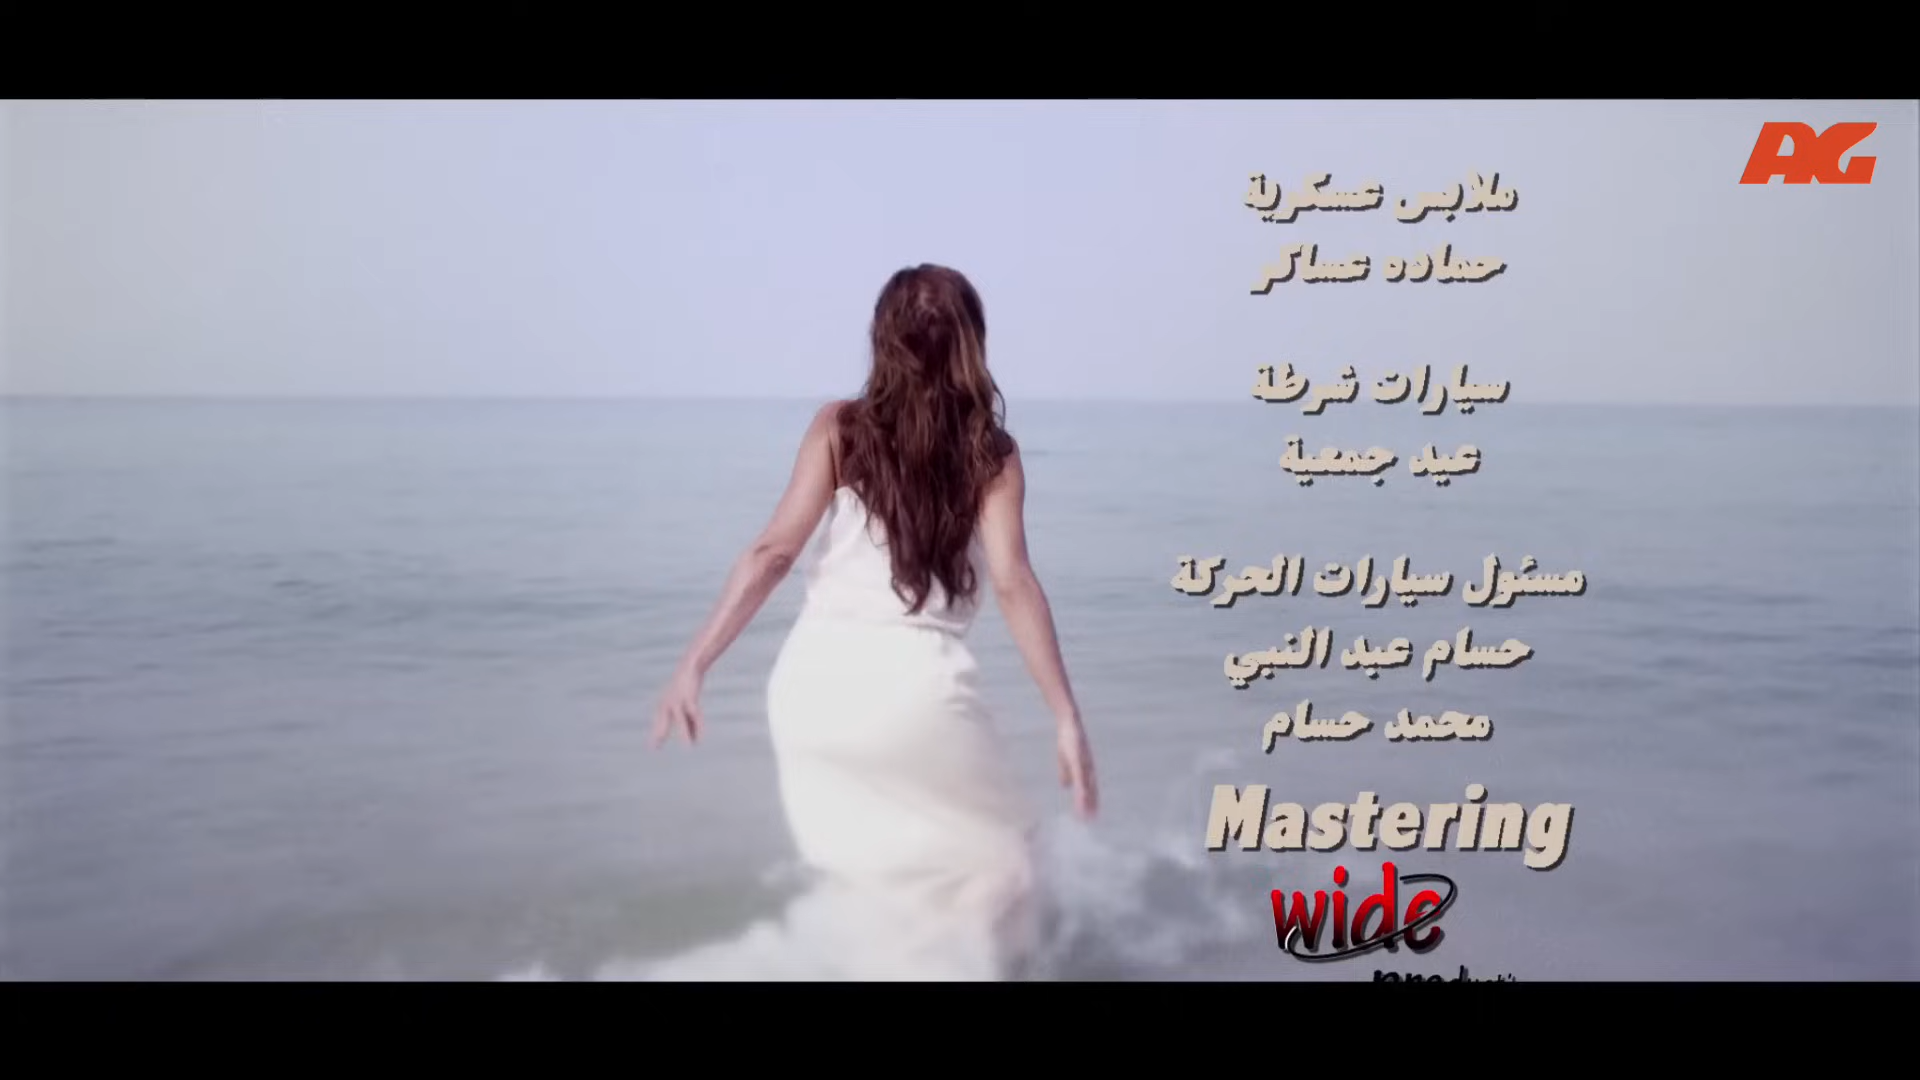 AG
ملابس عسكرية
حماده عساكر
سيارات شرطة
عيد جمعية
مسئول سيارات الحركة
حسام عبد النبي
محمد حسام
Mastering
wide